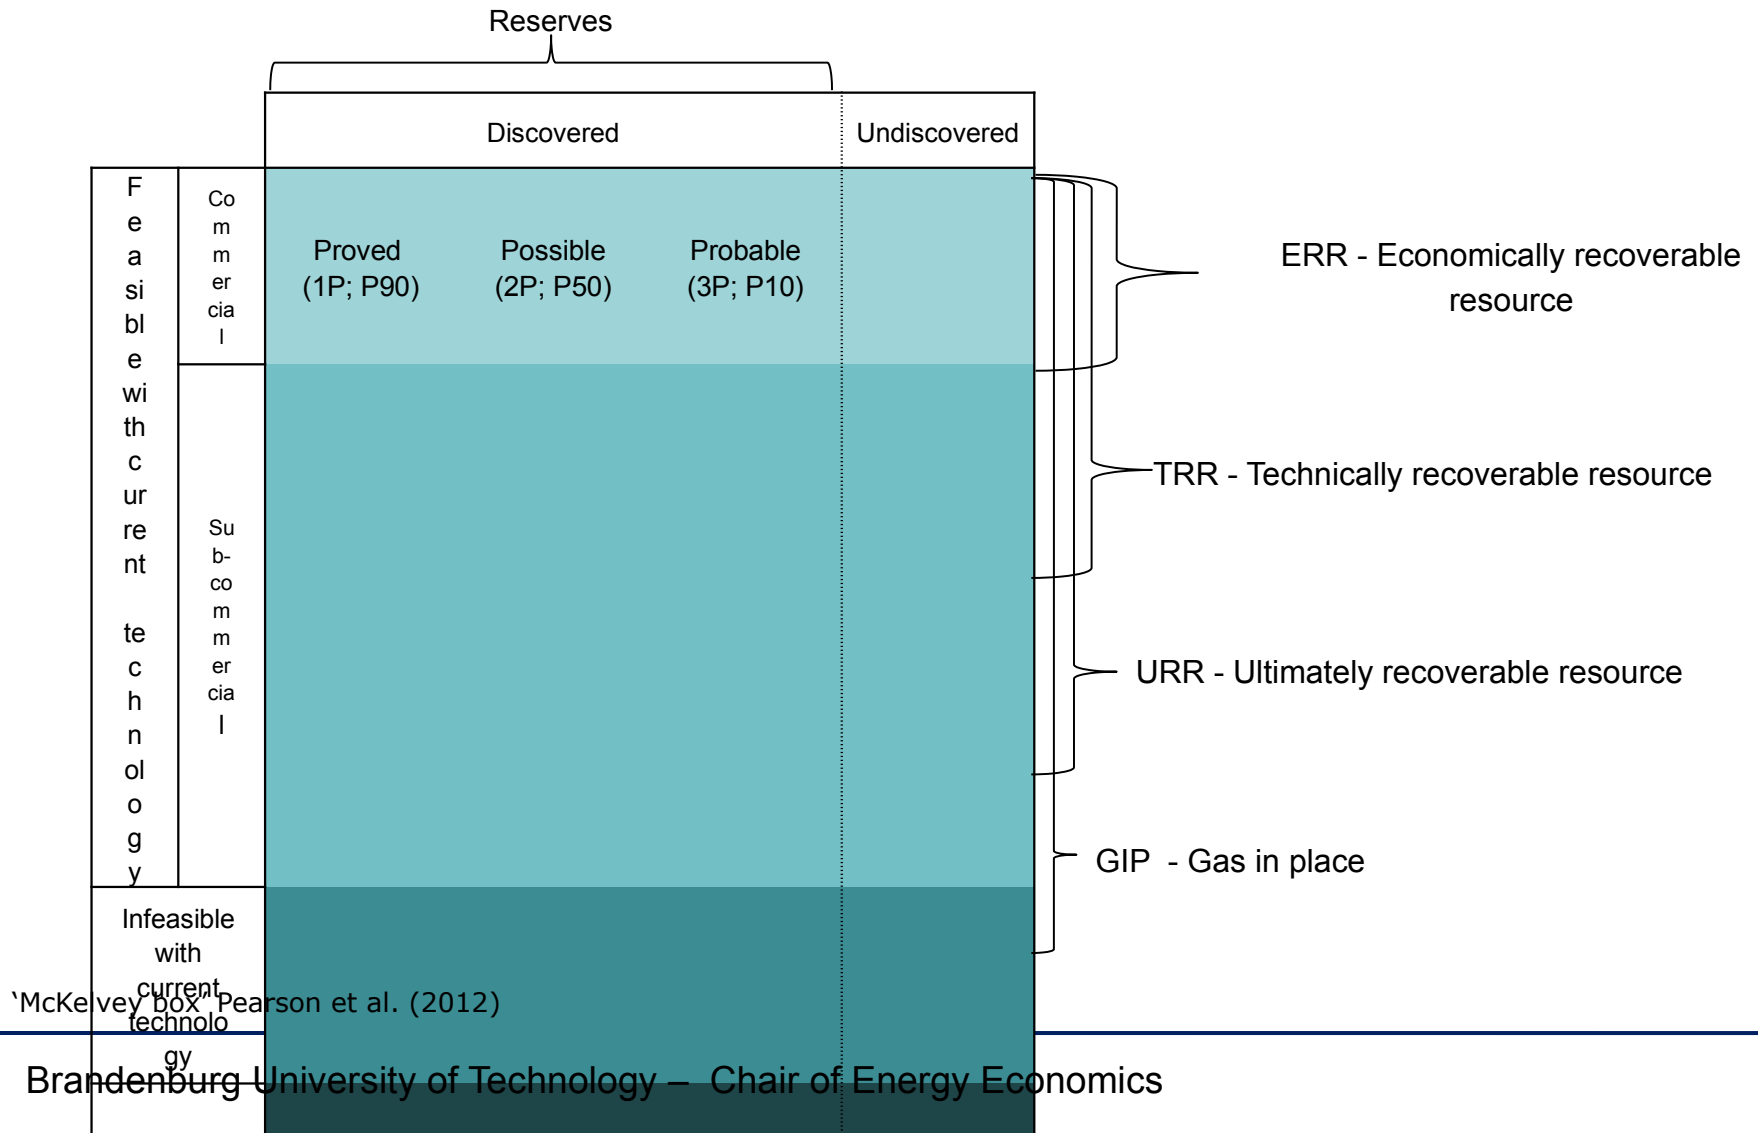 Reserves
Discovered
Undiscovered
F
e
a
si
bl
e
wi
th
c
ur
re
nt
te
c
h
n
ol
o
g
y
Co
m
m
er
cia
l
Proved
(1P; P90)
Possible
(2P; P50)
Probable
(3P; P10)
ERR - Economically recoverable
resource
Su
b-
co
m
m
er
cia
l
TRR - Technically recoverable resource
URR - Ultimately recoverable resource
GIP - Gas in place
Infeasible
with
current
technolo
gy
‘McKelvey box’ Pearson et al. (2012)
Brandenburg University of Technology – Chair of Energy Economics